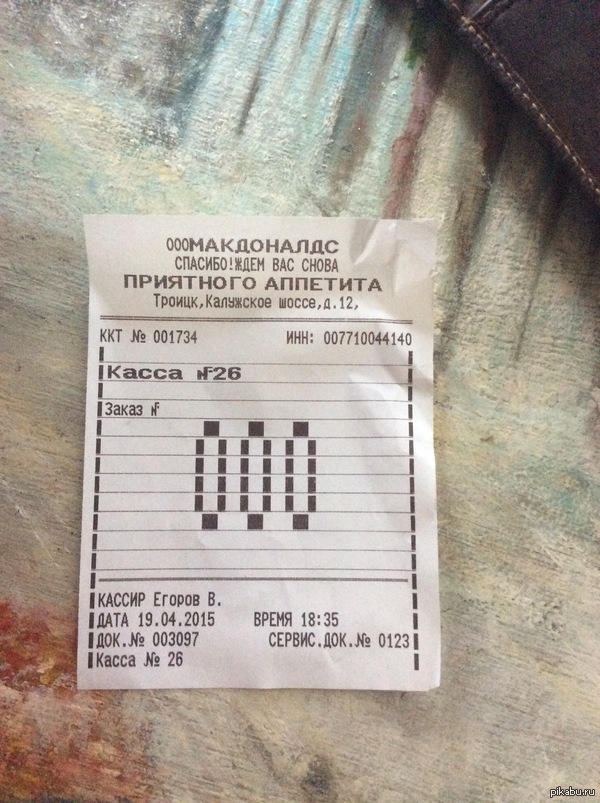 ОООМАКДОНАЛДС
СПАСИБО!ЖДЕМ ВАС СНОВА
ПРИЯТНОГО АППЕТИТА
Троицк,Калужское шоссе,д.12,
ККТ № 001734 ИНН: 007710044140
Касса №26
Заказ №
000
КАССИР Егоров В.
ДАТА 19.04.2015 ВРЕМЯ 18:35
ДОК.№ 003097 СЕРВИС.ДОК.№ 0123
Касса № 26
pikabu.ru